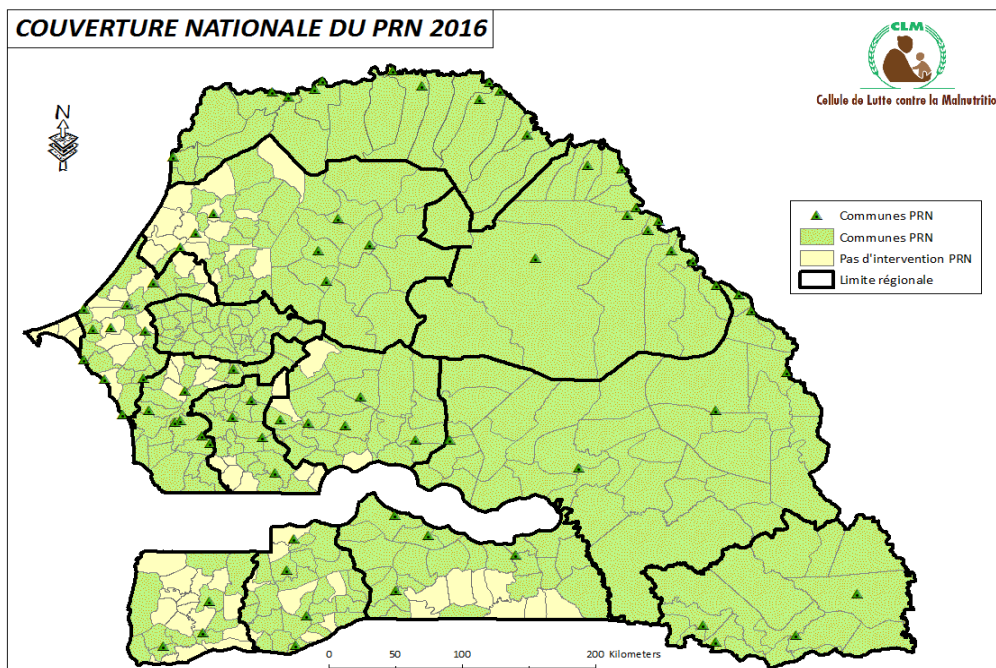 COUVERTURE NATIONALE DU PRN 2016
CLM
Cellule de Lutte contre la Malnutritio
N
Communes PRN
Communes PRN
Pas d'intervention PRN
Limite régionale
0 50 100 200 Kilometers